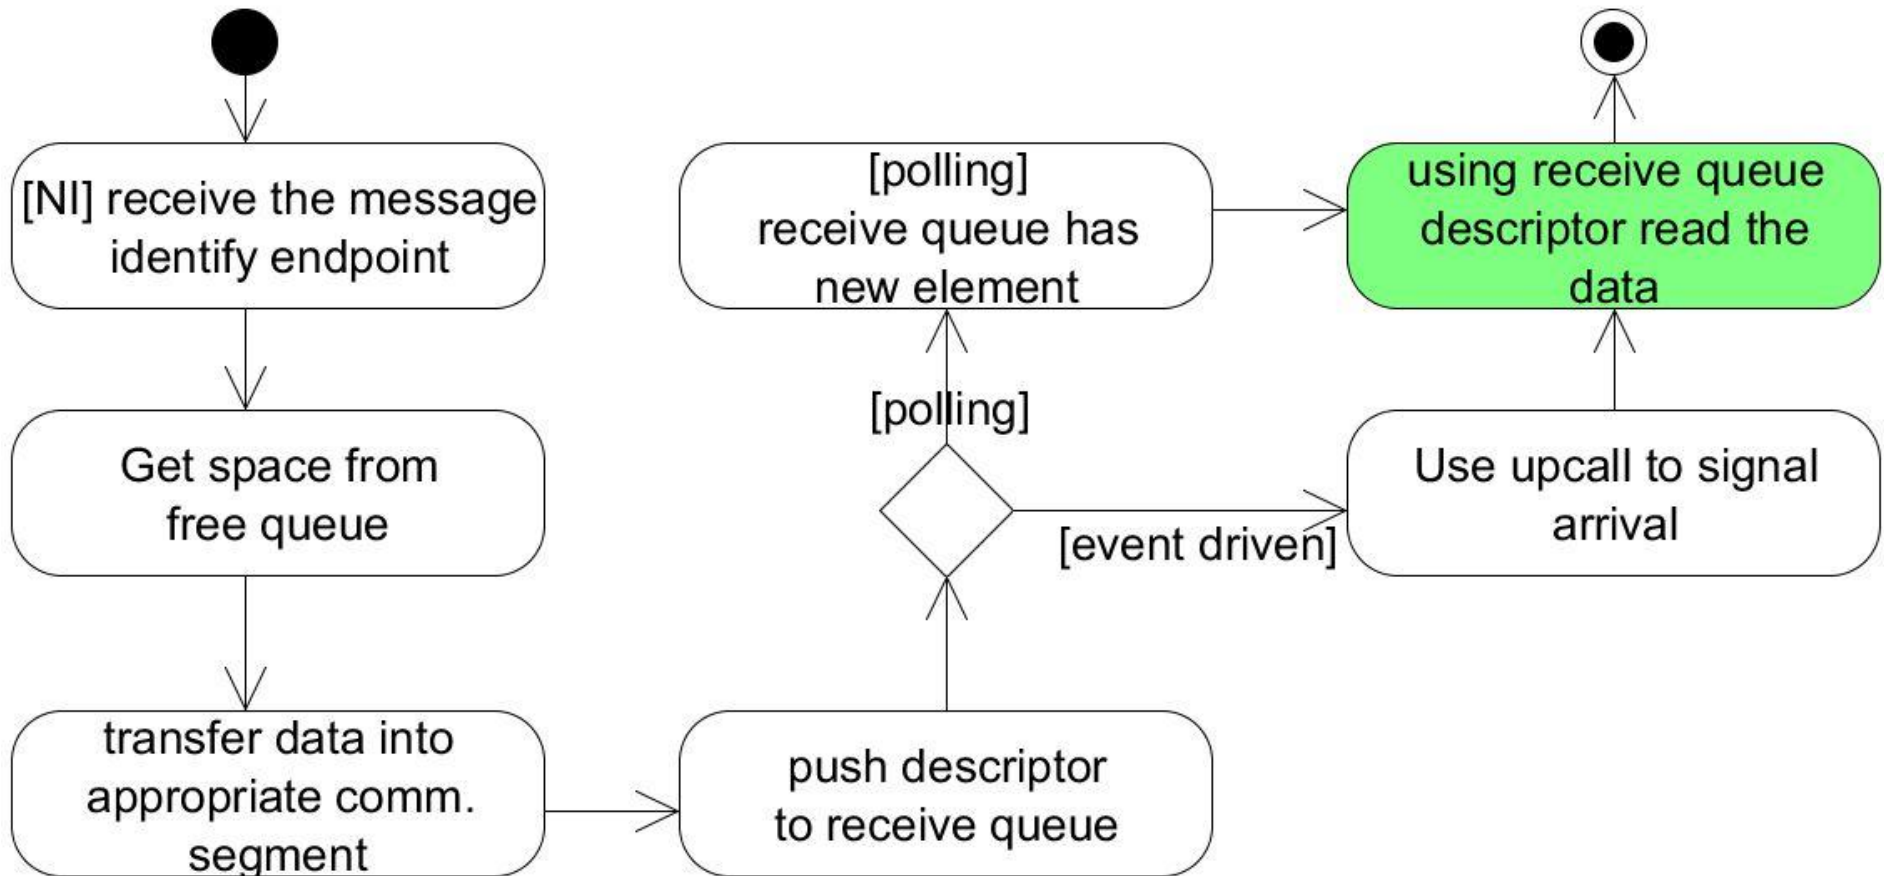 [NI] receive the message
identify endpoint
Get space from
free queue
transfer data into
appropriate comm.
segment
push descriptor
to receive queue
[polling]
[event driven]
[polling]
receive queue has
new element
Use upcall to signal
arrival
using receive queue
descriptor read the
data